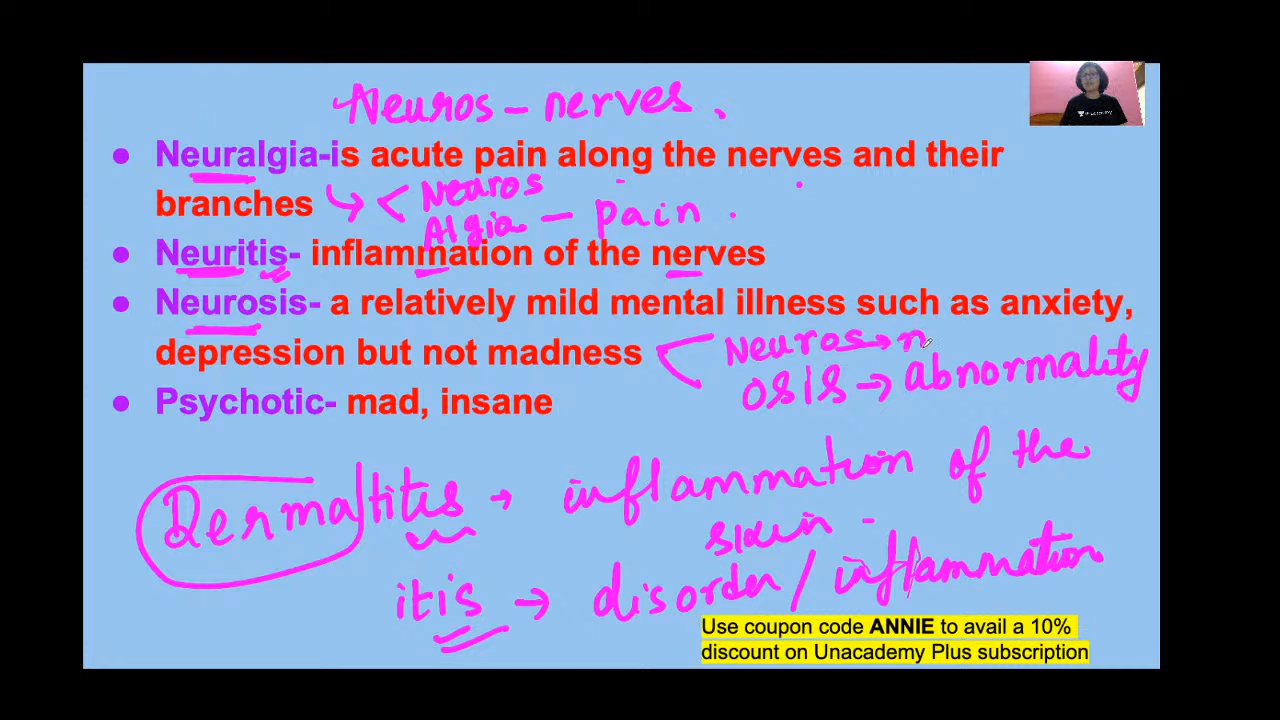 Neuros - nerves.
Neuralgia-is acute pain along the nerves and their
branches
Neuros
Algia - pain.
Neuritis- inflammation of the nerves
Neurosis- a relatively mild mental illness such as anxiety,
depression but not madness
Neuros → n
osis → abnormality
Psychotic- mad, insane
Dermatitis → inflammation of the
skin -
itis → disorder/inflammation
Use coupon code ANNIE to avail a 10%
discount on Unacademy Plus subscription